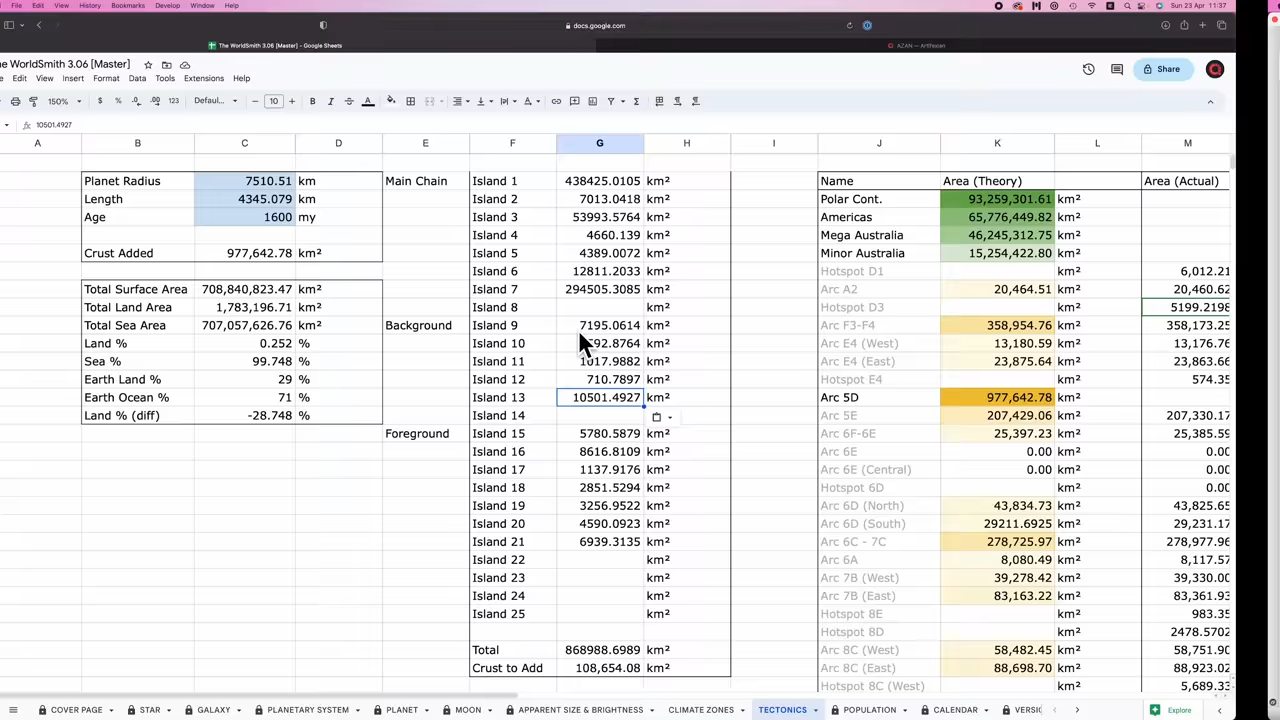 History Bookmarks Develop Window Help
Sun 23 Apr 11:37
docs.google.com
The WorldSmith 3.06 [Master] - Google Sheets
AZAN — Artifexian
he WorldSmith 3.06 [Master]
Edit View Insert Format Data Tools Extensions Help
Share
150% $ % .0 .00 123 Defaul... 10 B I A
fx 10501.4927
A B C D E F G H I J K L M
Planet Radius 7510.51 km Main Chain Island 1 438425.0105 km² Name Area (Theory) Area (Actual)
Length 4345.079 km Island 2 7013.0418 km² Polar Cont. 93,259,301.61 km²
Age 1600 my Island 3 53993.5764 km² Americas 65,776,449.82 km²
Island 4 4660.139 km² Mega Australia 46,245,312.75 km²
Crust Added 977,642.78 km² Island 5 4389.0072 km² Minor Australia 15,254,422.80 km²
Island 6 12811.2033 km² Hotspot D1 km² 6,012.21
Total Surface Area 708,840,823.47 km² Island 7 294505.3085 km² Arc A2 20,464.51 km² 20,460.62
Total Land Area 1,783,196.71 km² Island 8 km² Hotspot D3 km² 5199.2198
Total Sea Area 707,057,626.76 km² Background Island 9 7195.0614 km² Arc F3-F4 358,954.76 km² 358,173.25
Land % 0.252 % Island 10 92.8764 km² Arc E4 (West) 13,180.59 km² 13,176.76
Sea % 99.748 % Island 11 1017.9882 km² Arc E4 (East) 23,875.64 km² 23,863.66
Earth Land % 29 % Island 12 710.7897 km² Hotspot E4 km² 574.35
Earth Ocean % 71 % Island 13 10501.4927 km² Arc 5D 977,642.78 km²
Land % (diff) -28.748 % Island 14 Arc 5E 207,429.06 km² 207,330.17
Foreground Island 15 5780.5879 km² Arc 6F-6E 25,397.23 km² 25,385.59
Island 16 8616.8109 km² Arc 6E 0.00 km² 0.00
Island 17 1137.9176 km² Arc 6E (Central) 0.00 km² 0.00
Island 18 2851.5294 km² Hotspot 6D km² 0.00
Island 19 3256.9522 km² Arc 6D (North) 43,834.73 km² 43,825.65
Island 20 4590.0923 km² Arc 6D (South) 29211.6925 km² 29,231.17
Island 21 6939.3135 km² Arc 6C - 7C 278,725.97 km² 278,977.96
Island 22 km² Arc 6A 8,080.49 km² 8,117.57
Island 23 km² Arc 7B (West) 39,278.42 km² 39,330.00
Island 24 km² Arc 7B (East) 83,163.22 km² 83,361.93
Island 25 km² Hotspot 8E km² 983.35
Hotspot 8D km² 2478.5702
Total 868988.6989 km² Arc 8C (West) 58,482.45 km² 58,751.90
Crust to Add 108,654.08 km² Arc 8C (East) 88,698.70 km² 88,923.02
Hotspot 8C (West) km² 5,689.33
COVER PAGE STAR GALAXY PLANETARY SYSTEM PLANET MOON APPARENT SIZE & BRIGHTNESS CLIMATE ZONES TECTONICS POPULATION CALENDAR VERSI Explore